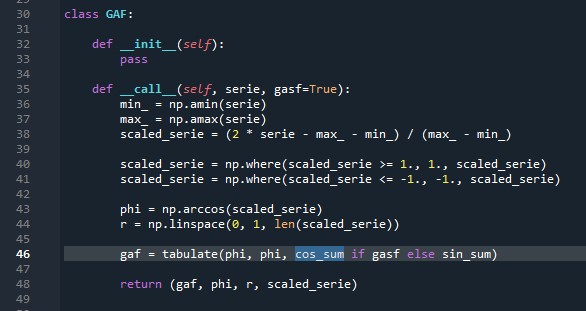 29
30 class GAF:
31
32     def __init__(self):
33         pass
34
35     def __call__(self, serie, gasf=True):
36         min_ = np.amin(serie)
37         max_ = np.amax(serie)
38         scaled_serie = (2 * serie - max_ - min_) / (max_ - min_)
39
40         scaled_serie = np.where(scaled_serie >= 1., 1., scaled_serie)
41         scaled_serie = np.where(scaled_serie <= -1., -1., scaled_serie)
42
43         phi = np.arccos(scaled_serie)
44         r = np.linspace(0, 1, len(scaled_serie))
45
46         gaf = tabulate(phi, phi, cos_sum if gasf else sin_sum)
47
48         return (gaf, phi, r, scaled_serie)
49